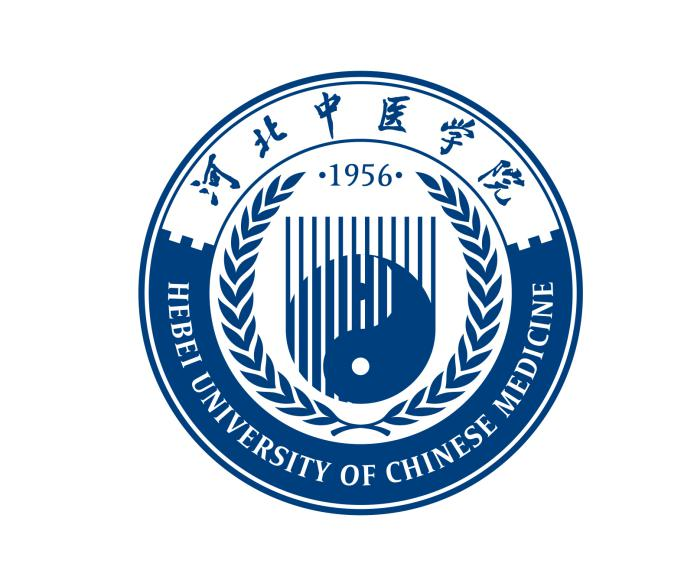 河北中医学院
·1956·
HEBEI UNIVERSITY OF CHINESE MEDICINE